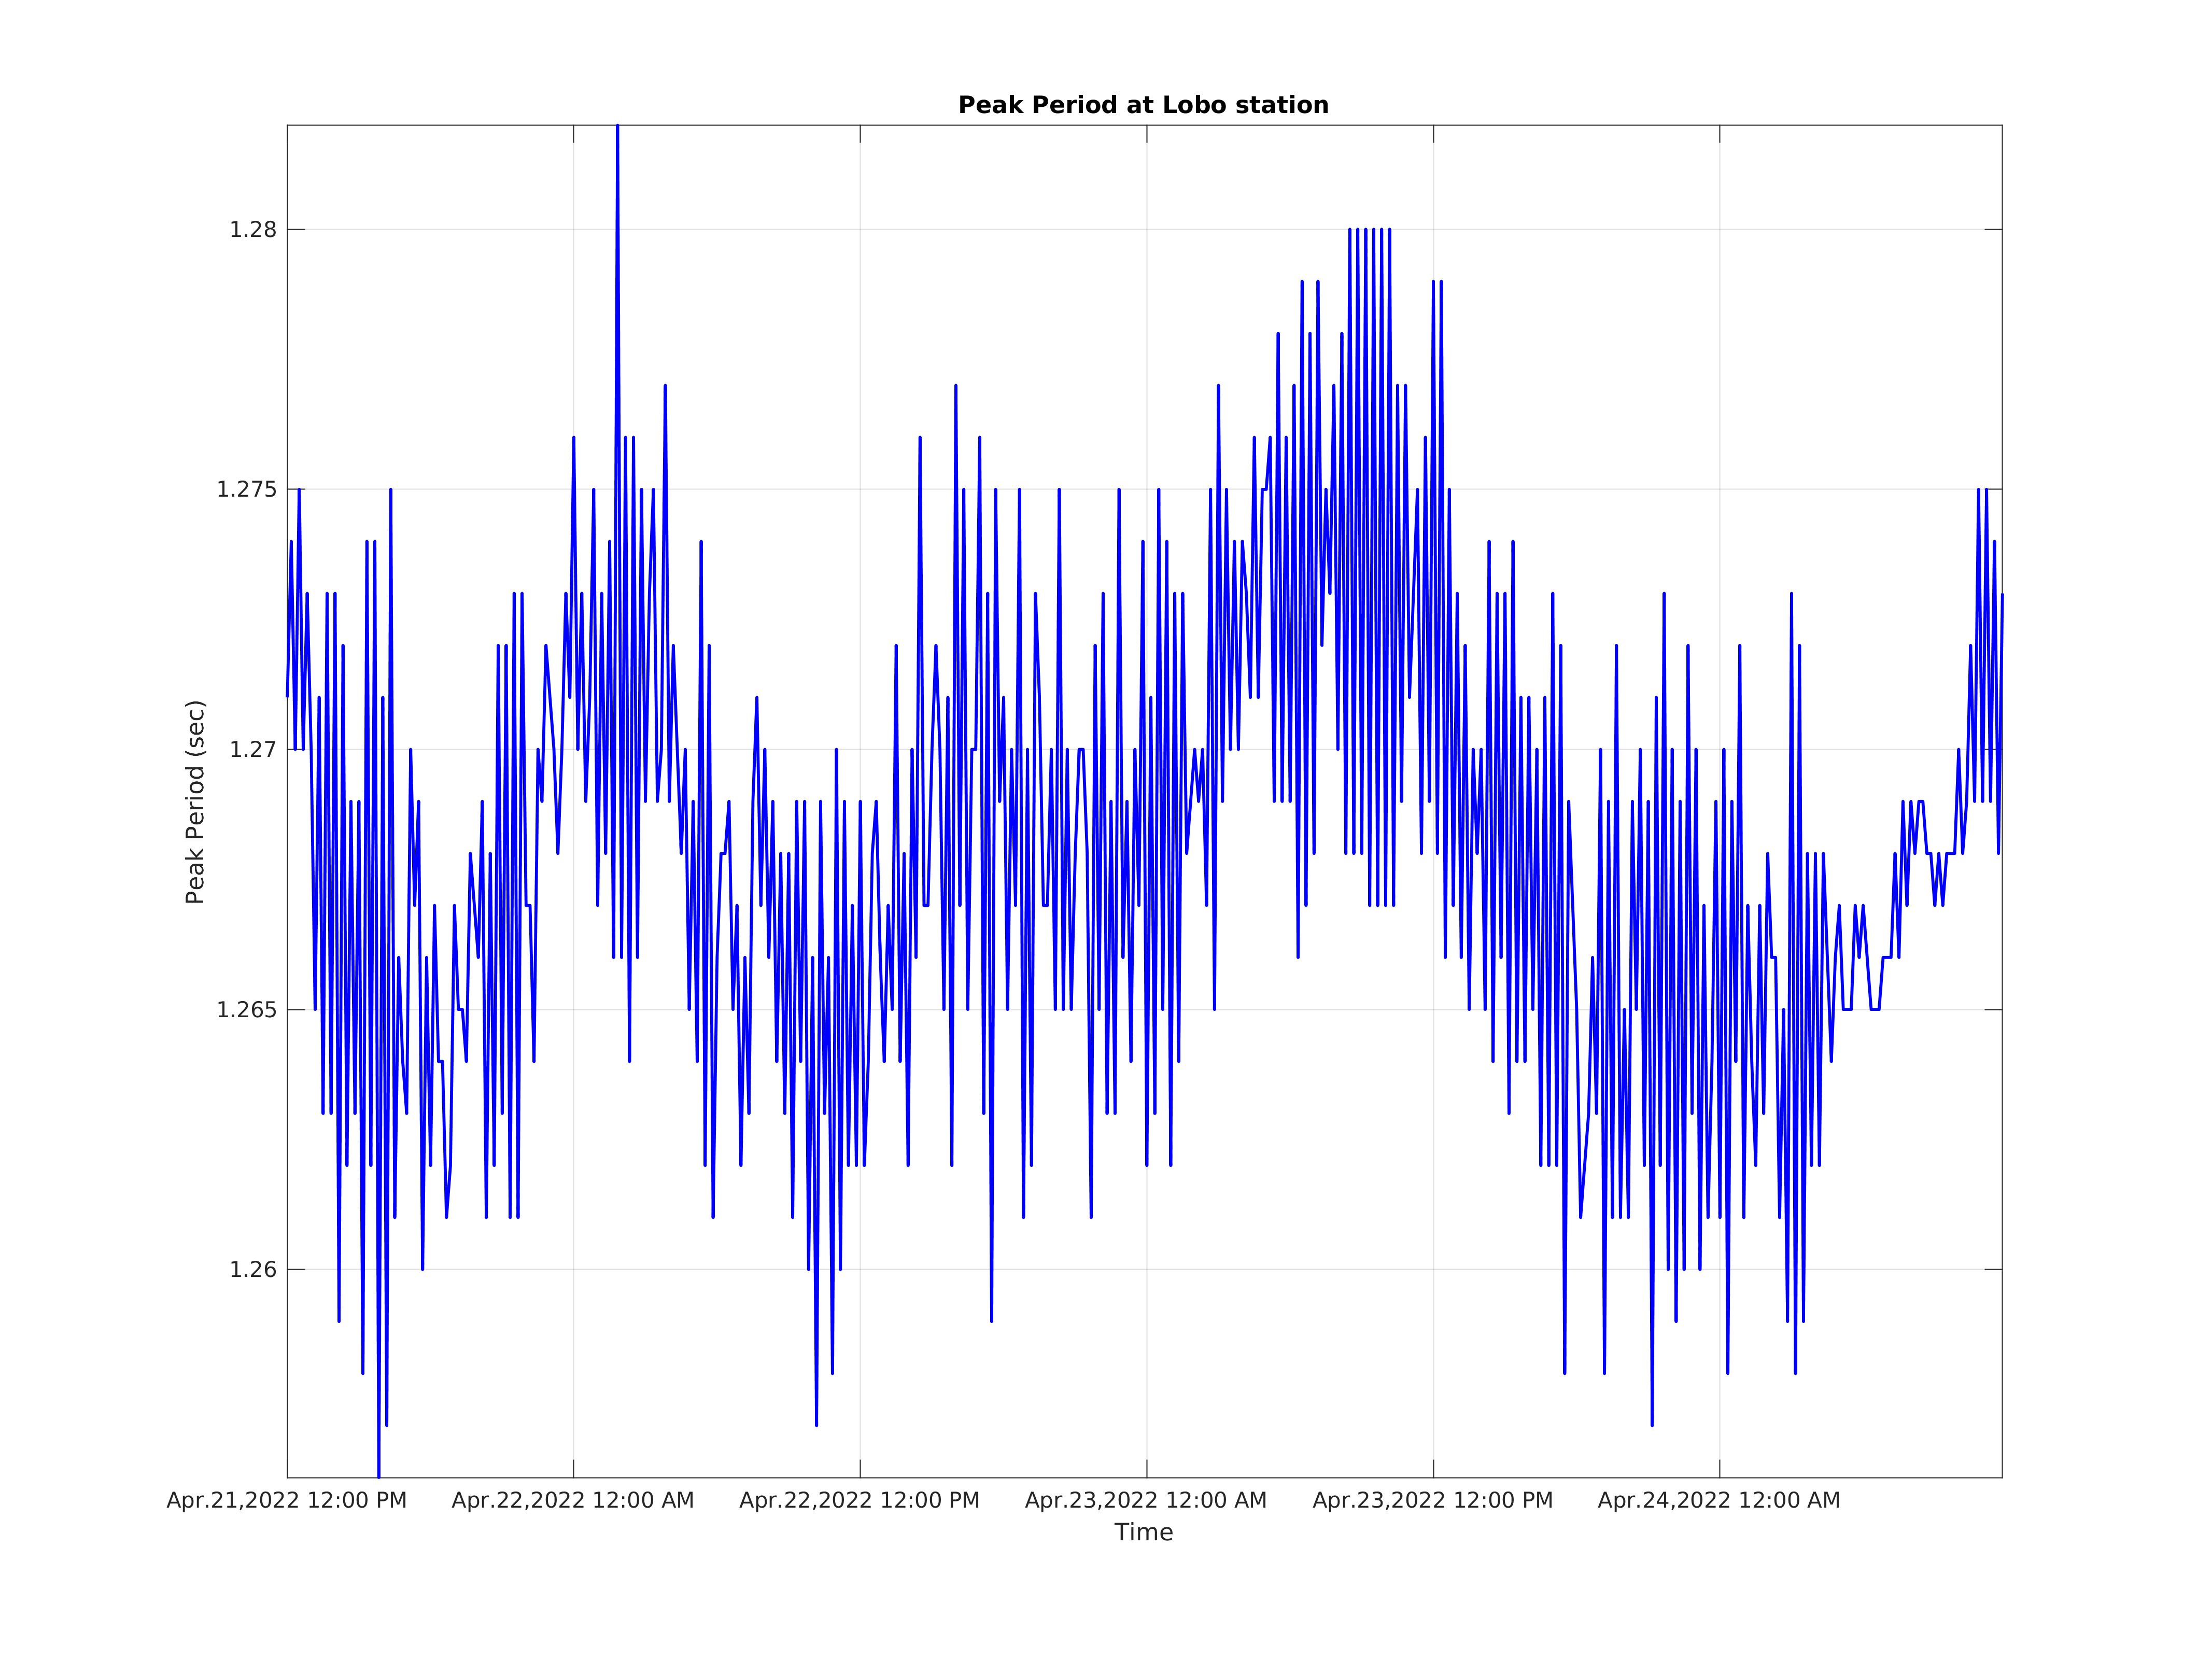 Peak Period at Lobo station
Peak Period (sec)
1.28
1.275
1.27
1.265
1.26
Apr.21,2022 12:00 PM
Apr.22,2022 12:00 AM
Apr.22,2022 12:00 PM
Apr.23,2022 12:00 AM
Apr.23,2022 12:00 PM
Apr.24,2022 12:00 AM
Time